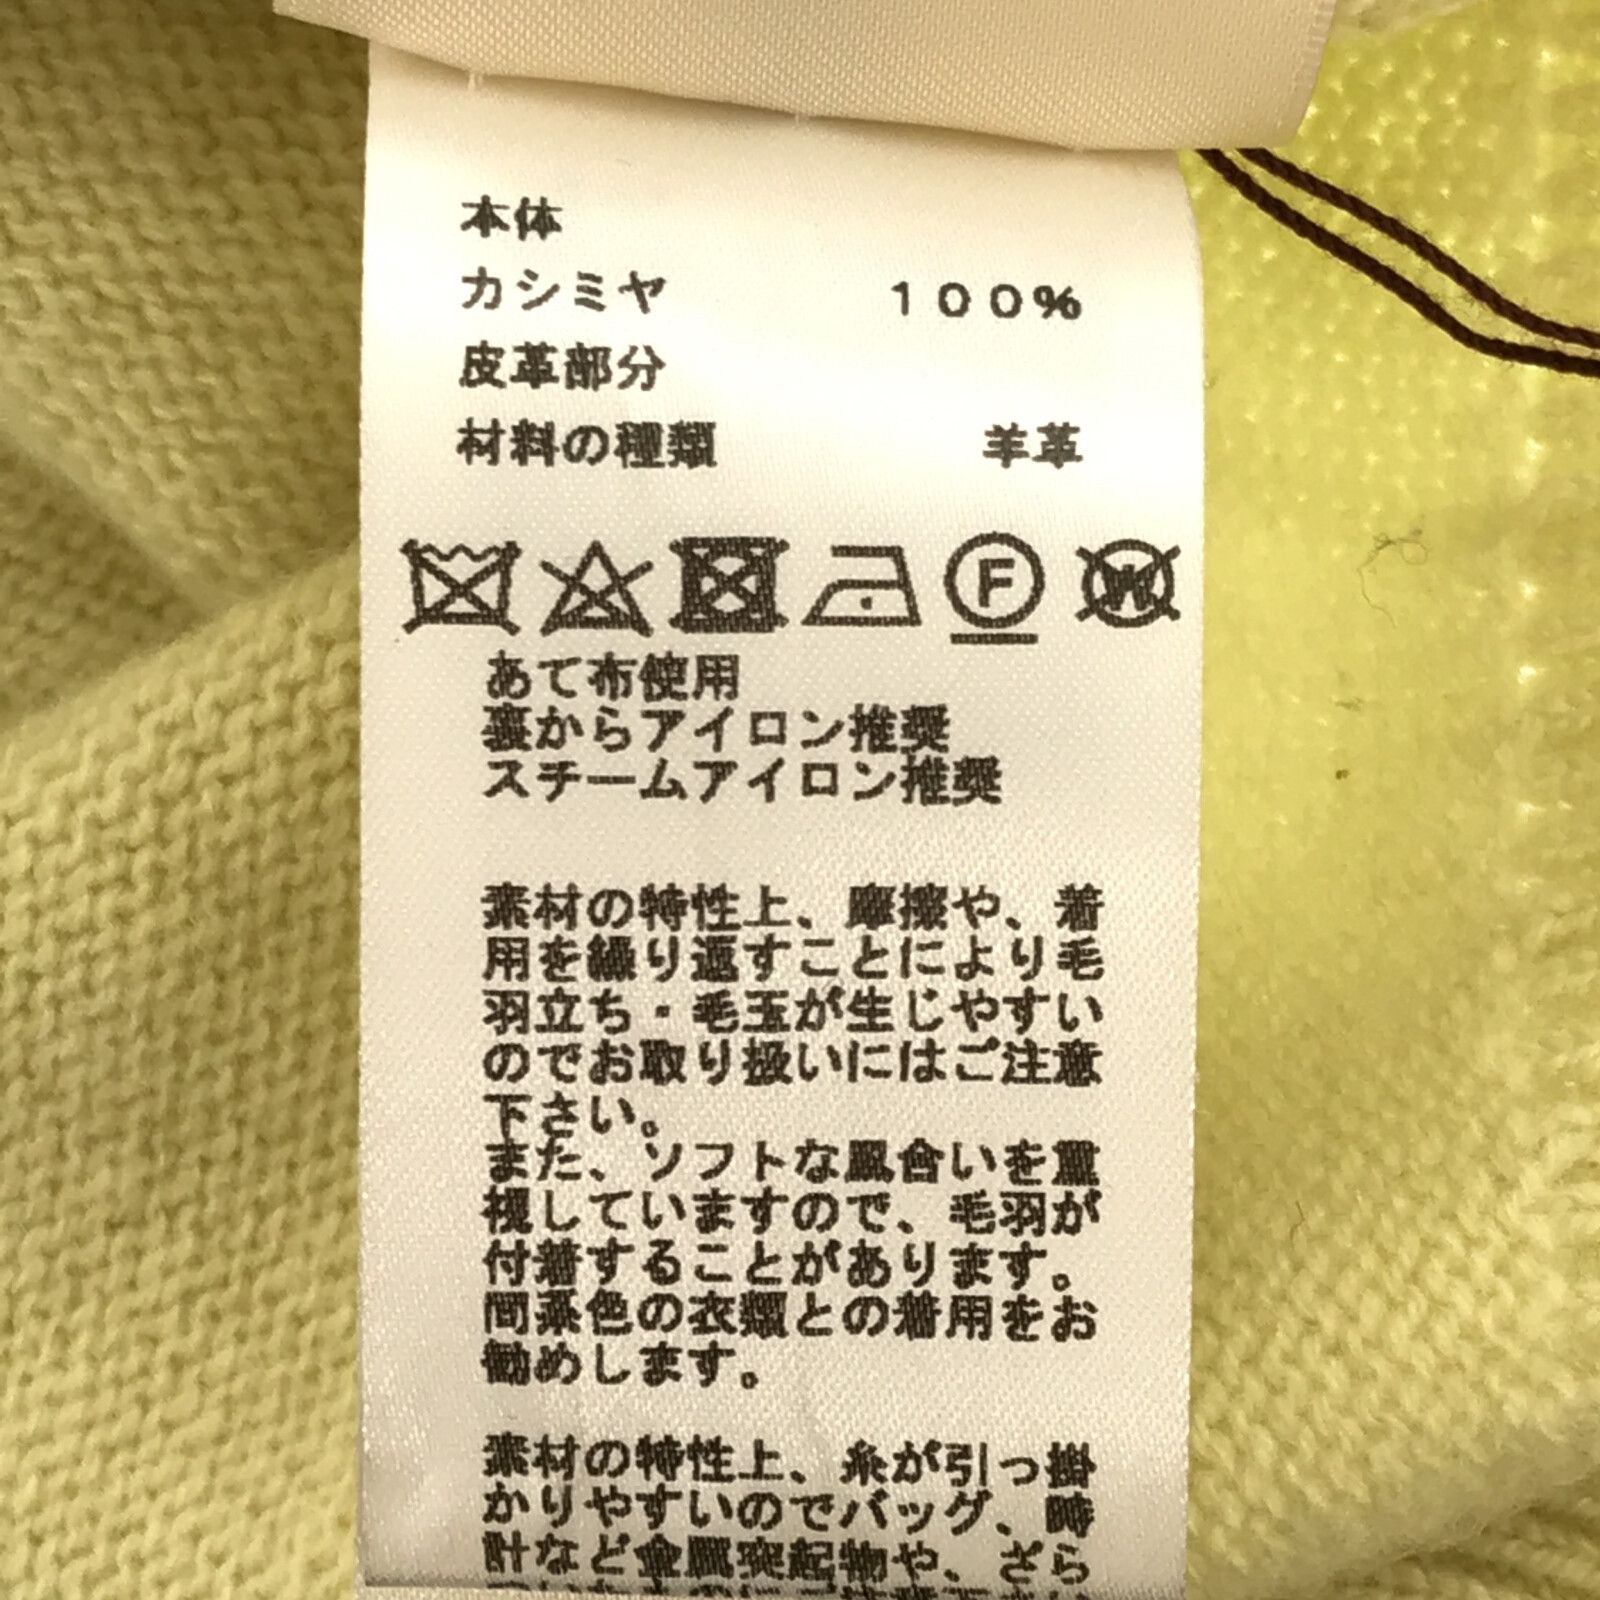 本体
カシミヤ 100%
皮革部分
材料の種類 羊革
F W
あて布使用
裏からアイロン推奨
スチームアイロン推奨
素材の特性上、摩擦や、着
用を繰り返すことにより毛
羽立ち・毛玉が生じやすい
のでお取り扱いにはご注意
下さい。
また、ソフトな風合いを重
視していますので、毛羽が
付着することがあります。
同系色の衣類との着用をお
勧めします。
素材の特性上、糸が引っ掛
かりやすいのでバッグ、時
計など金属突起物や、ざら